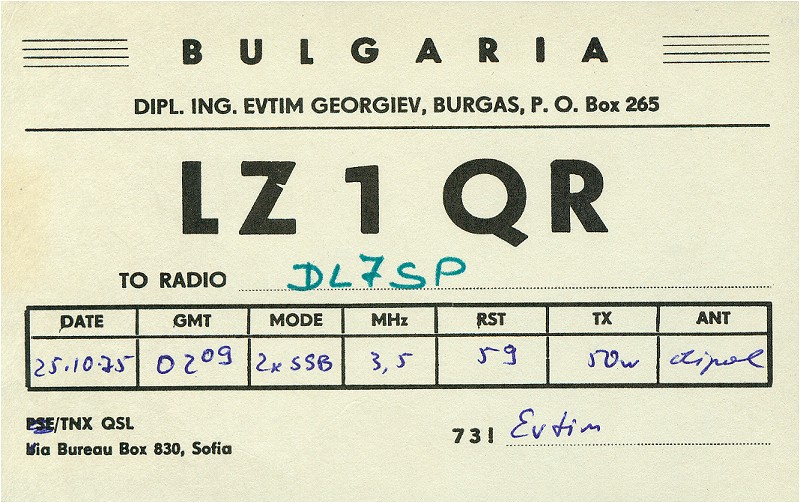 BULGARIA
DIPL. ING. EVTIM GEORGIEV, BURGAS, P. O. Box 265
LZ 1 QR
TO RADIO DL7SP
DATE GMT MODE MHz RST TX ANT
25.10.75 0209 2x SSB 3,5 59 50w dipol
PSE/TNX QSL
Via Bureau Box 830, Sofia
73! Evtim